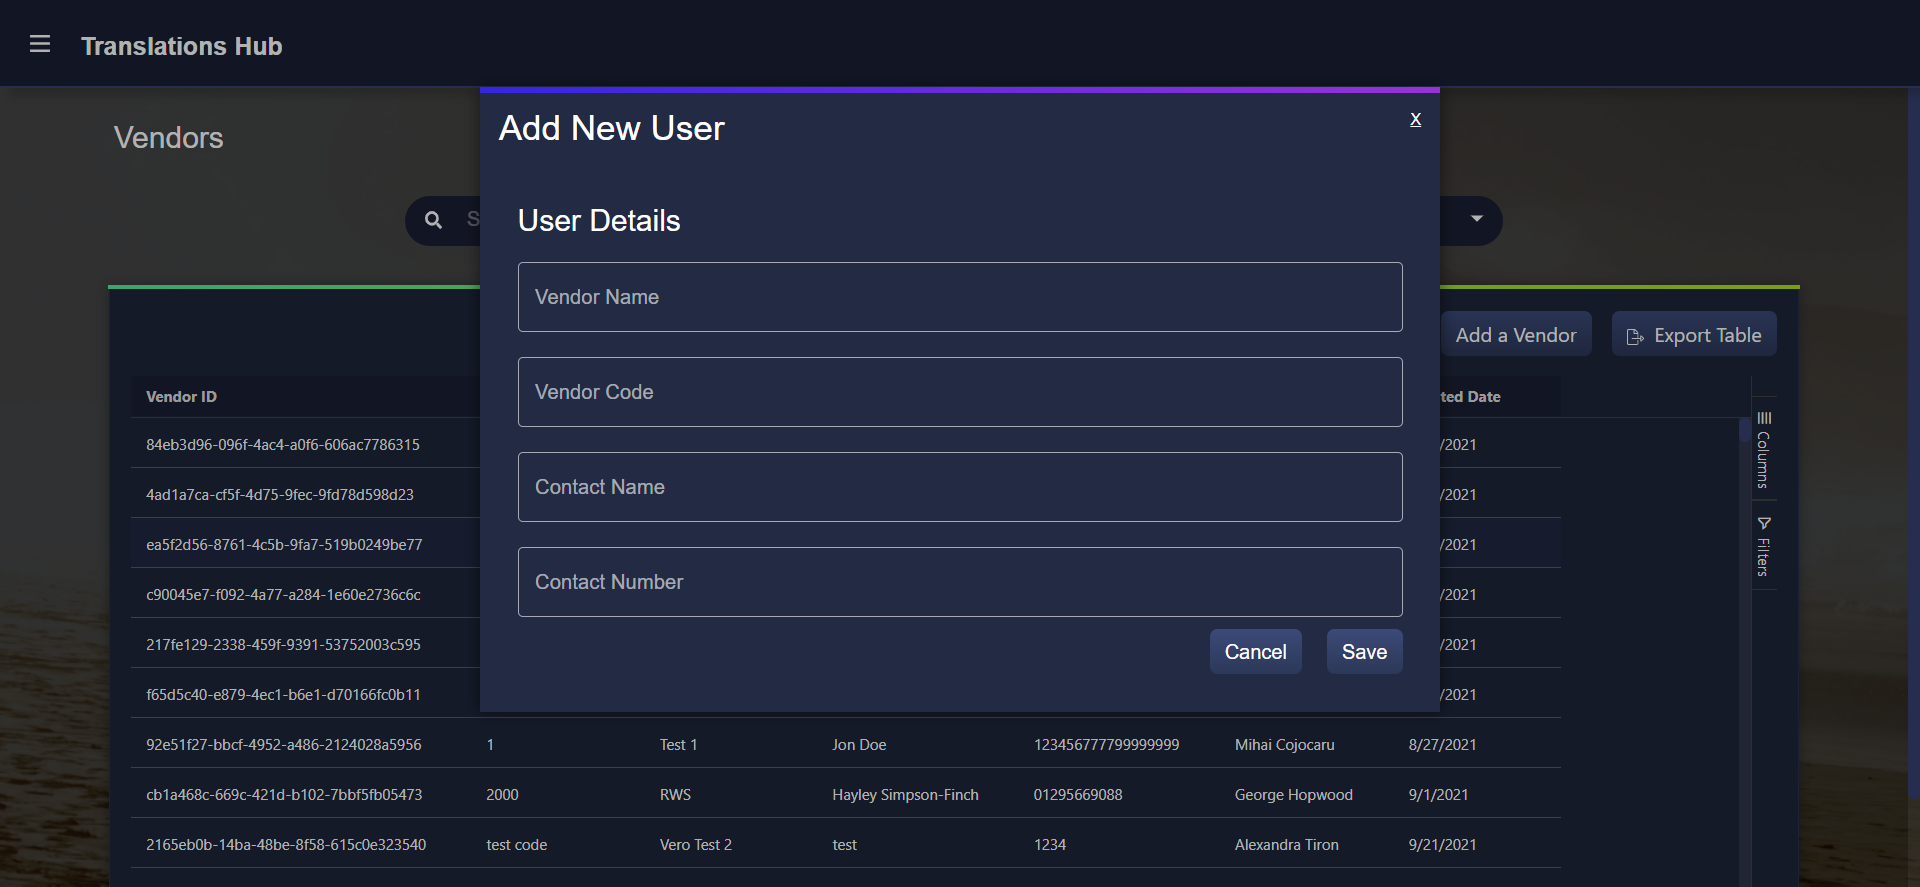 Translations Hub
Vendors
Add New User
X
S
User Details
Vendor Name
Vendor Code
Contact Name
Contact Number
Cancel
Save
Add a Vendor
Export Table
Vendor ID
ted Date
84eb3d96-096f-4ac4-a0f6-606ac7786315 /2021
4ad1a7ca-cf5f-4d75-9fec-9fd78d598d23 /2021
ea5f2d56-8761-4c5b-9fa7-519b0249be77 /2021
c90045e7-f092-4a77-a284-1e60e2736c6c /2021
217fe129-2338-459f-9391-53752003c595 /2021
f65d5c40-e879-4ec1-b6e1-d70166fc0b11 /2021
92e51f27-bbcf-4952-a486-2124028a5956 1 Test 1 Jon Doe 123456777799999999 Mihai Cojocaru 8/27/2021
cb1a468c-669c-421d-b102-7bbf5fb05473 2000 RWS Hayley Simpson-Finch 01295669088 George Hopwood 9/1/2021
2165eb0b-14ba-48be-8f58-615c0e323540 test code Vero Test 2 test 1234 Alexandra Tiron 9/21/2021
Columns
Filters